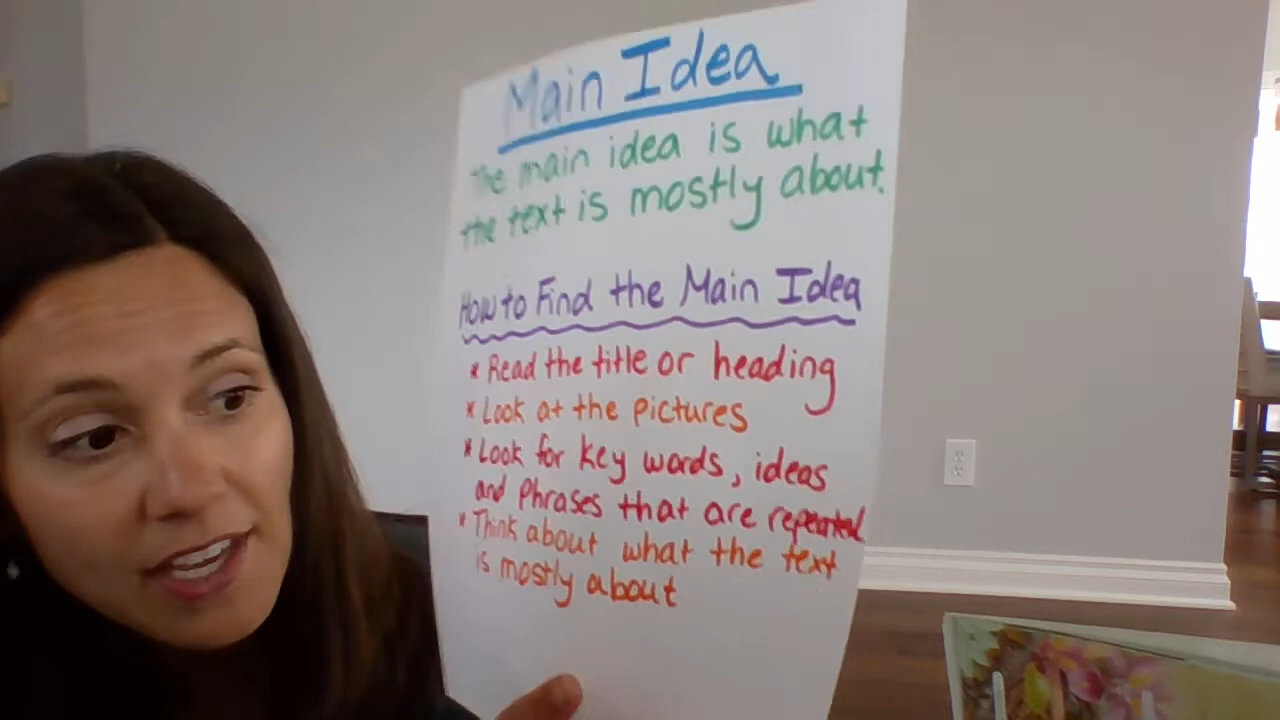 Main Idea
The main idea is what
the text is mostly about.
How to Find the Main Idea
* Read the title or heading
* Look at the pictures
* Look for key words, ideas
and phrases that are repeated
* Think about what the text
is mostly about